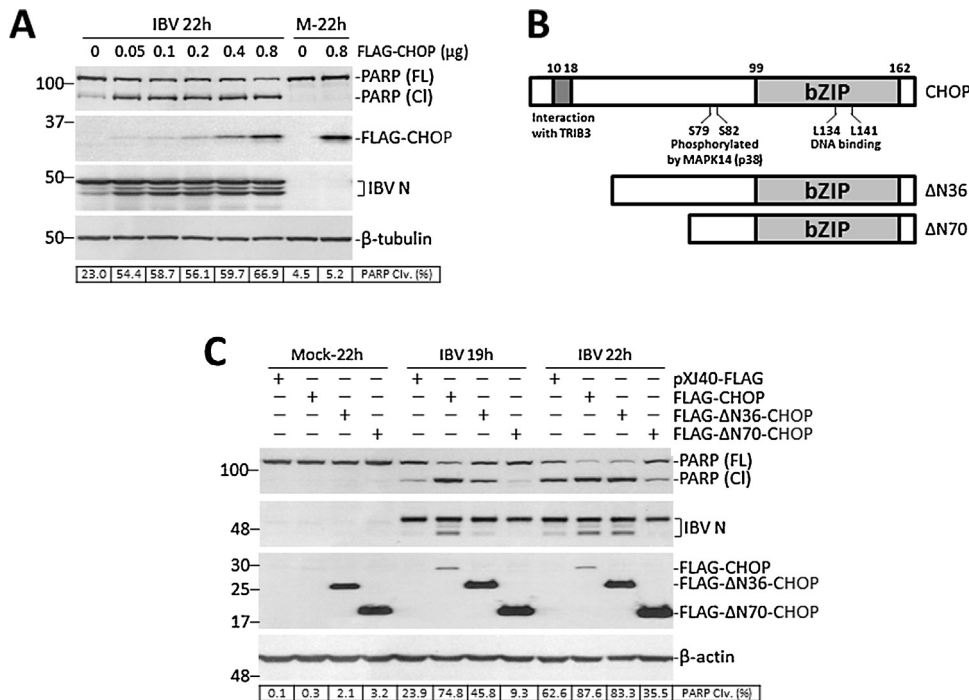 A
IBV 22h M-22h
0 0.05 0.1 0.2 0.4 0.8 0 0.8 FLAG-CHOP (µg)
100 PARP (FL)
PARP (Cl)
37
FLAG-CHOP
50
IBV N
50 β-tubulin
23.0 54.4 58.7 56.1 59.7 66.9 4.5 5.2 PARP Clv. (%)
B
10 18 99 162
bZIP CHOP
Interaction with TRIB3
S79 S82
Phosphorylated by MAPK14 (p38)
L134 L141
DNA binding
bZIP ΔN36
bZIP ΔN70
C
Mock-22h IBV 19h IBV 22h
+ − − − + − − − + − − − pXJ40-FLAG
− + − − − + − − − + − − FLAG-CHOP
− − + − − − + − − − + − FLAG-ΔN36-CHOP
− − − + − − − + − − − + FLAG-ΔN70-CHOP
100 PARP (FL)
PARP (Cl)
48 IBV N
30 FLAG-CHOP
25 FLAG-ΔN36-CHOP
17 FLAG-ΔN70-CHOP
β-actin
48
0.1 0.3 2.1 3.2 23.9 74.8 45.8 9.3 62.6 87.6 83.3 35.5 PARP Clv. (%)